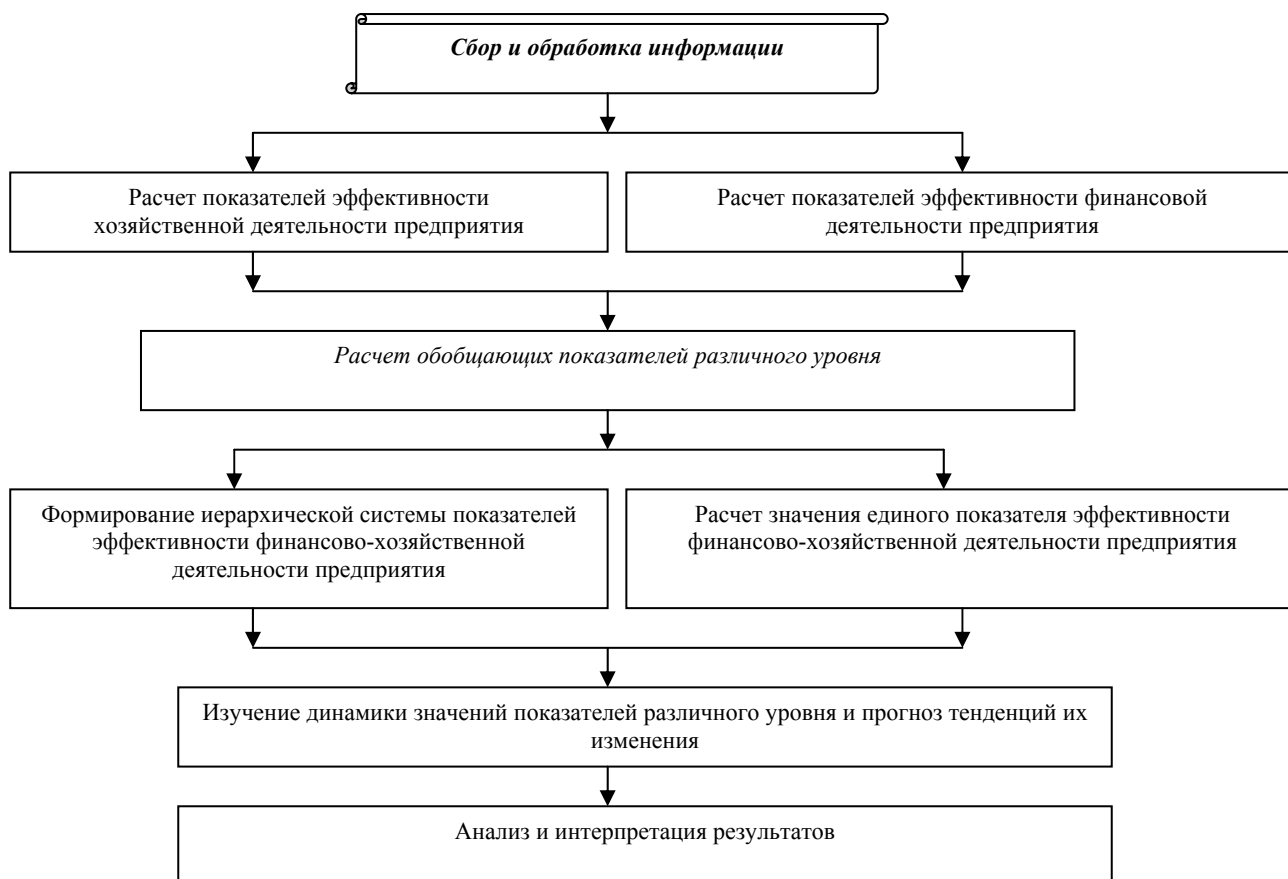 Сбор и обработка информации
Расчет показателей эффективности
хозяйственной деятельности предприятия
Расчет показателей эффективности финансовой
деятельности предприятия
Расчет обобщающих показателей различного уровня
Формирование иерархической системы показателей
эффективности финансово-хозяйственной
деятельности предприятия
Расчет значения единого показателя эффективности
финансово-хозяйственной деятельности предприятия
Изучение динамики значений показателей различного уровня и прогноз тенденций их
изменения
Анализ и интерпретация результатов